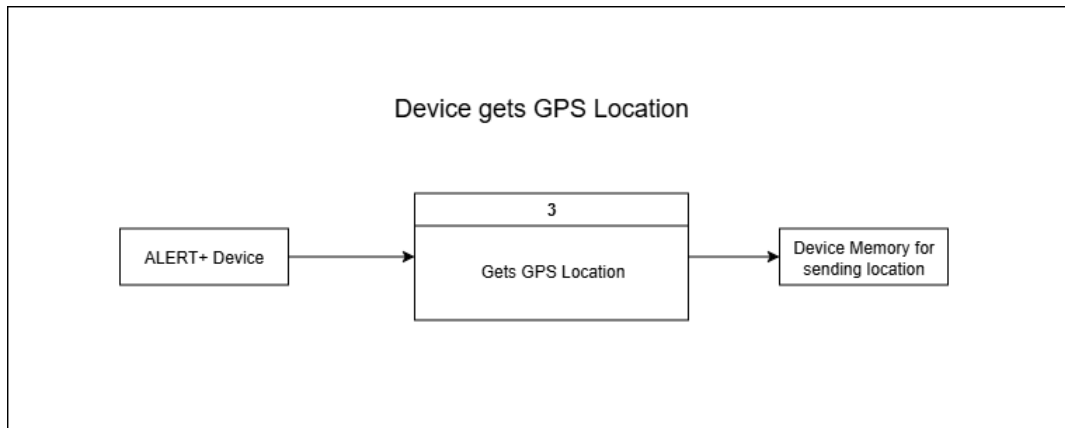 Device gets GPS Location
3
ALERT+ Device
Gets GPS Location
Device Memory for
sending location